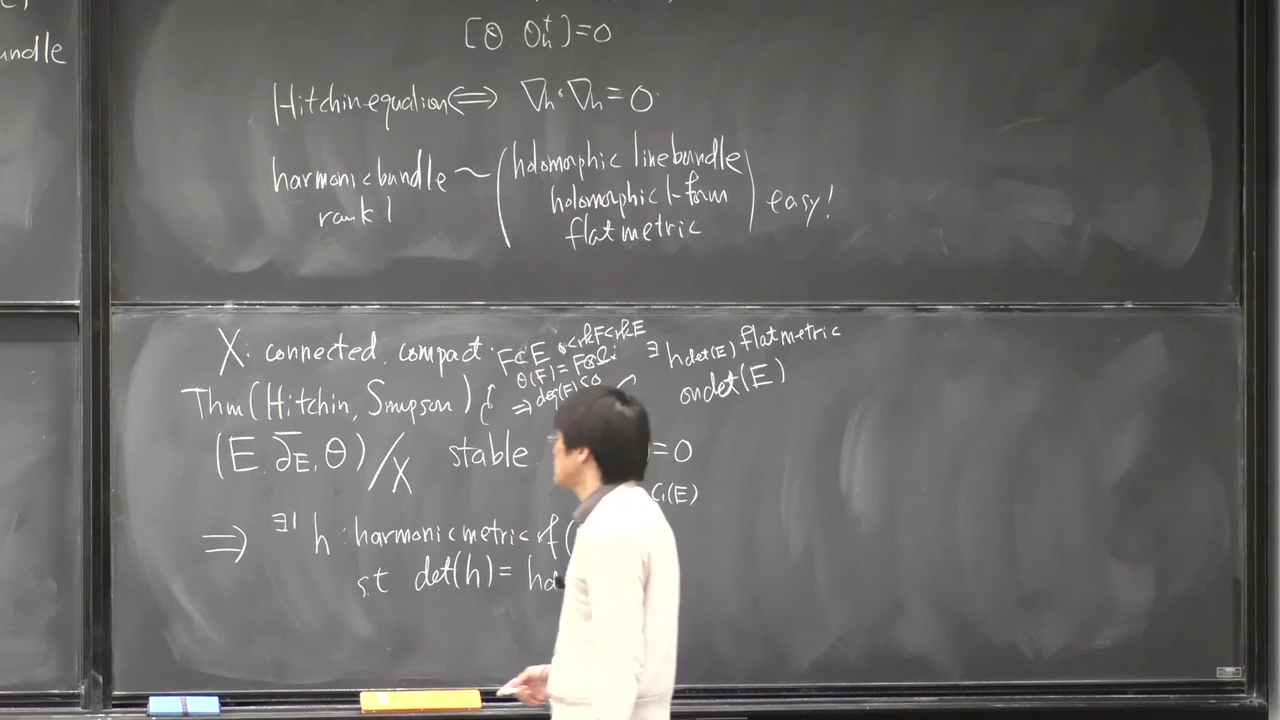 undle
[θ. θ†h]=0
Hitchin equation ⟺ ∇h∘∇h=0
harmonic bundle ~ (holomorphic line bundle
rank 1 holomorphic 1-form) easy!
flat metric
X: connected. compact. F⊂E 0<rkF<rkE ∃ hdet(E) flat metric
θ(F) = F⊗Ω on det(E)
Thm (Hitchin, Simpson) { ⇒ deg(F)<0
(E. ∂̄E, θ)/X stable =0
C1(E)
⇒ ∃! h: harmonic metric of (
s.t det(h)=